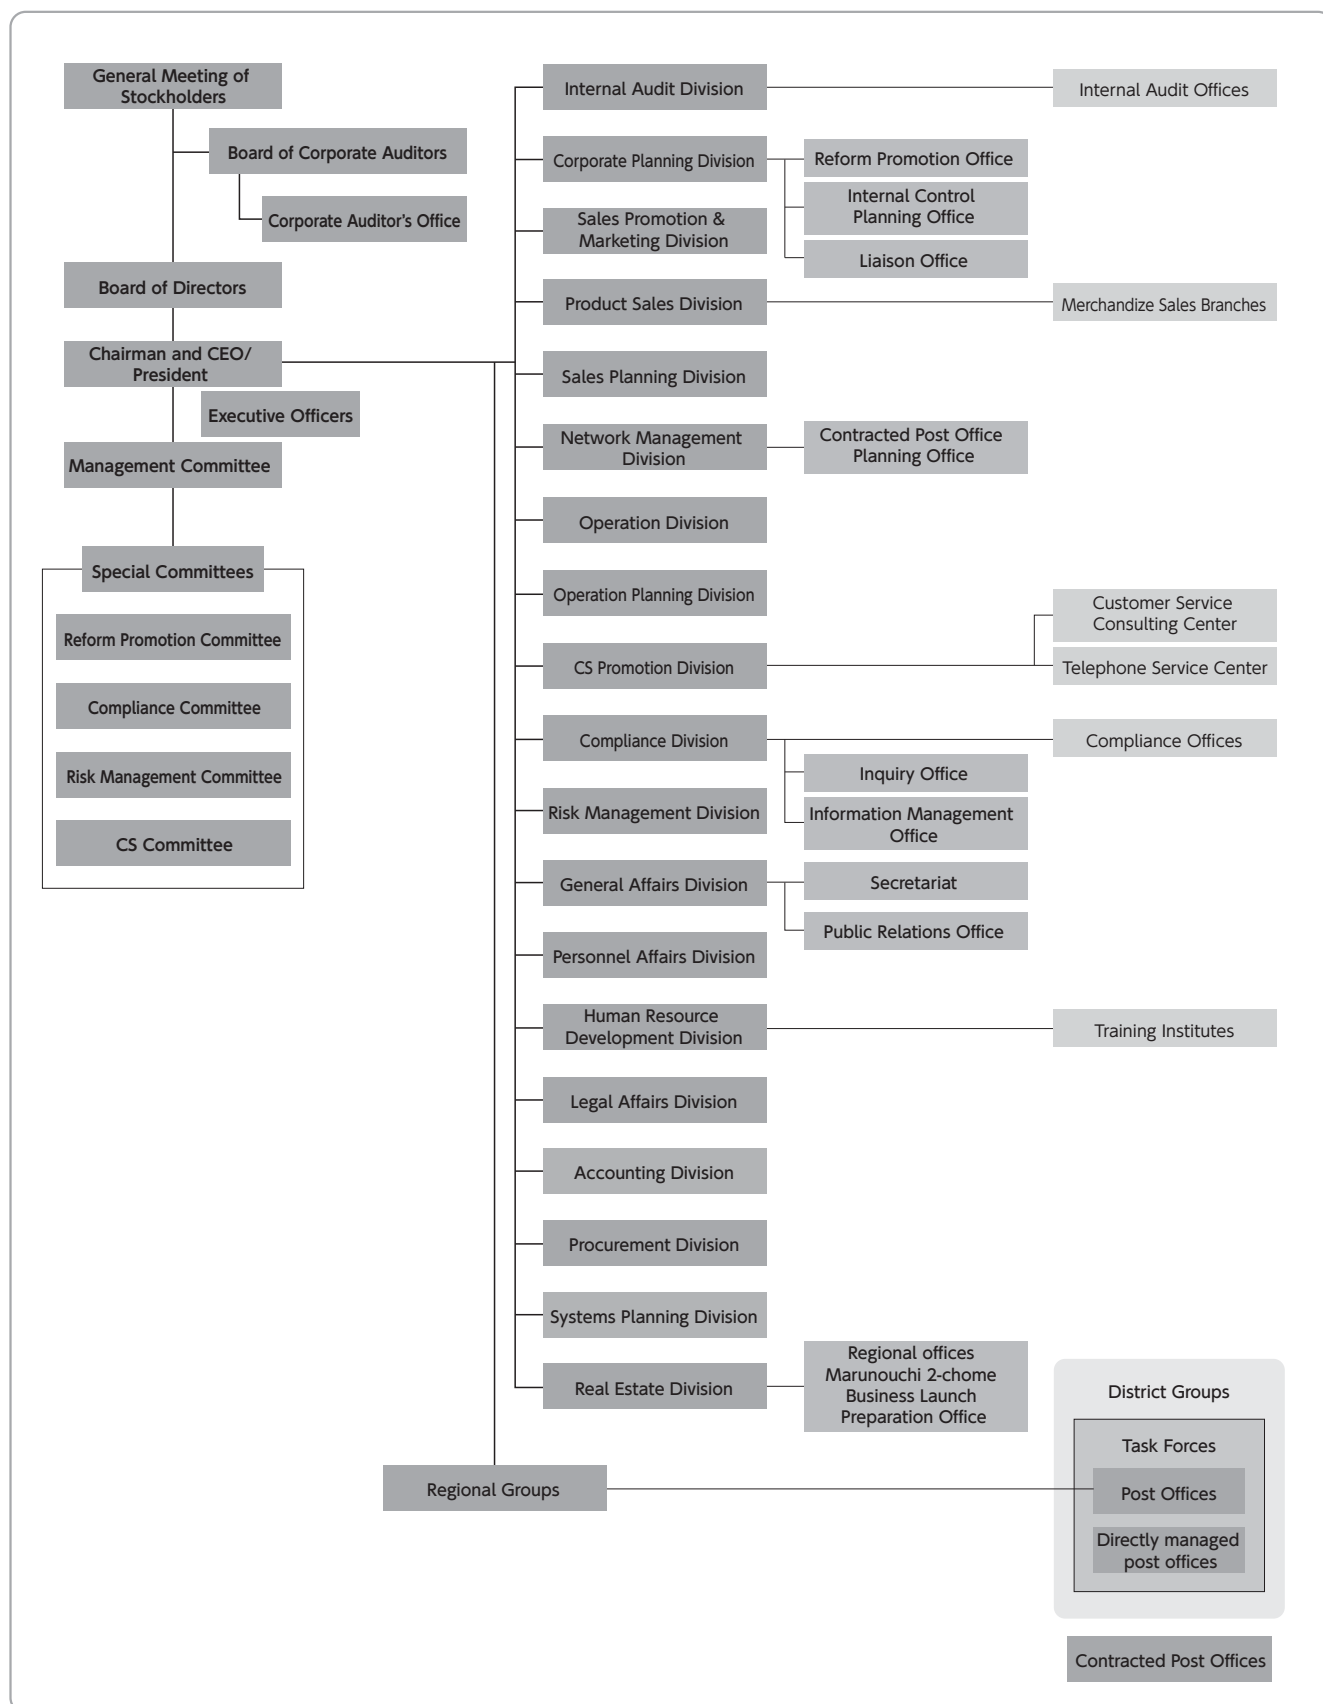 General Meeting of
Stockholders
Board of Corporate Auditors
Corporate Auditor's Office
Board of Directors
Chairman and CEO/
President
Executive Officers
Management Committee
Special Committees
Reform Promotion Committee
Compliance Committee
Risk Management Committee
CS Committee
Internal Audit Division
Internal Audit Offices
Corporate Planning Division
Reform Promotion Office
Internal Control
Planning Office
Liaison Office
Sales Promotion &
Marketing Division
Product Sales Division
Merchandize Sales Branches
Sales Planning Division
Network Management
Division
Contracted Post Office
Planning Office
Operation Division
Operation Planning Division
CS Promotion Division
Customer Service
Consulting Center
Telephone Service Center
Compliance Division
Compliance Offices
Inquiry Office
Information Management
Office
Risk Management Division
General Affairs Division
Secretariat
Public Relations Office
Personnel Affairs Division
Human Resource
Development Division
Training Institutes
Legal Affairs Division
Accounting Division
Procurement Division
Systems Planning Division
Real Estate Division
Regional offices
Marunouchi 2-chome
Business Launch
Preparation Office
Regional Groups
District Groups
Task Forces
Post Offices
Directly managed
post offices
Contracted Post Offices